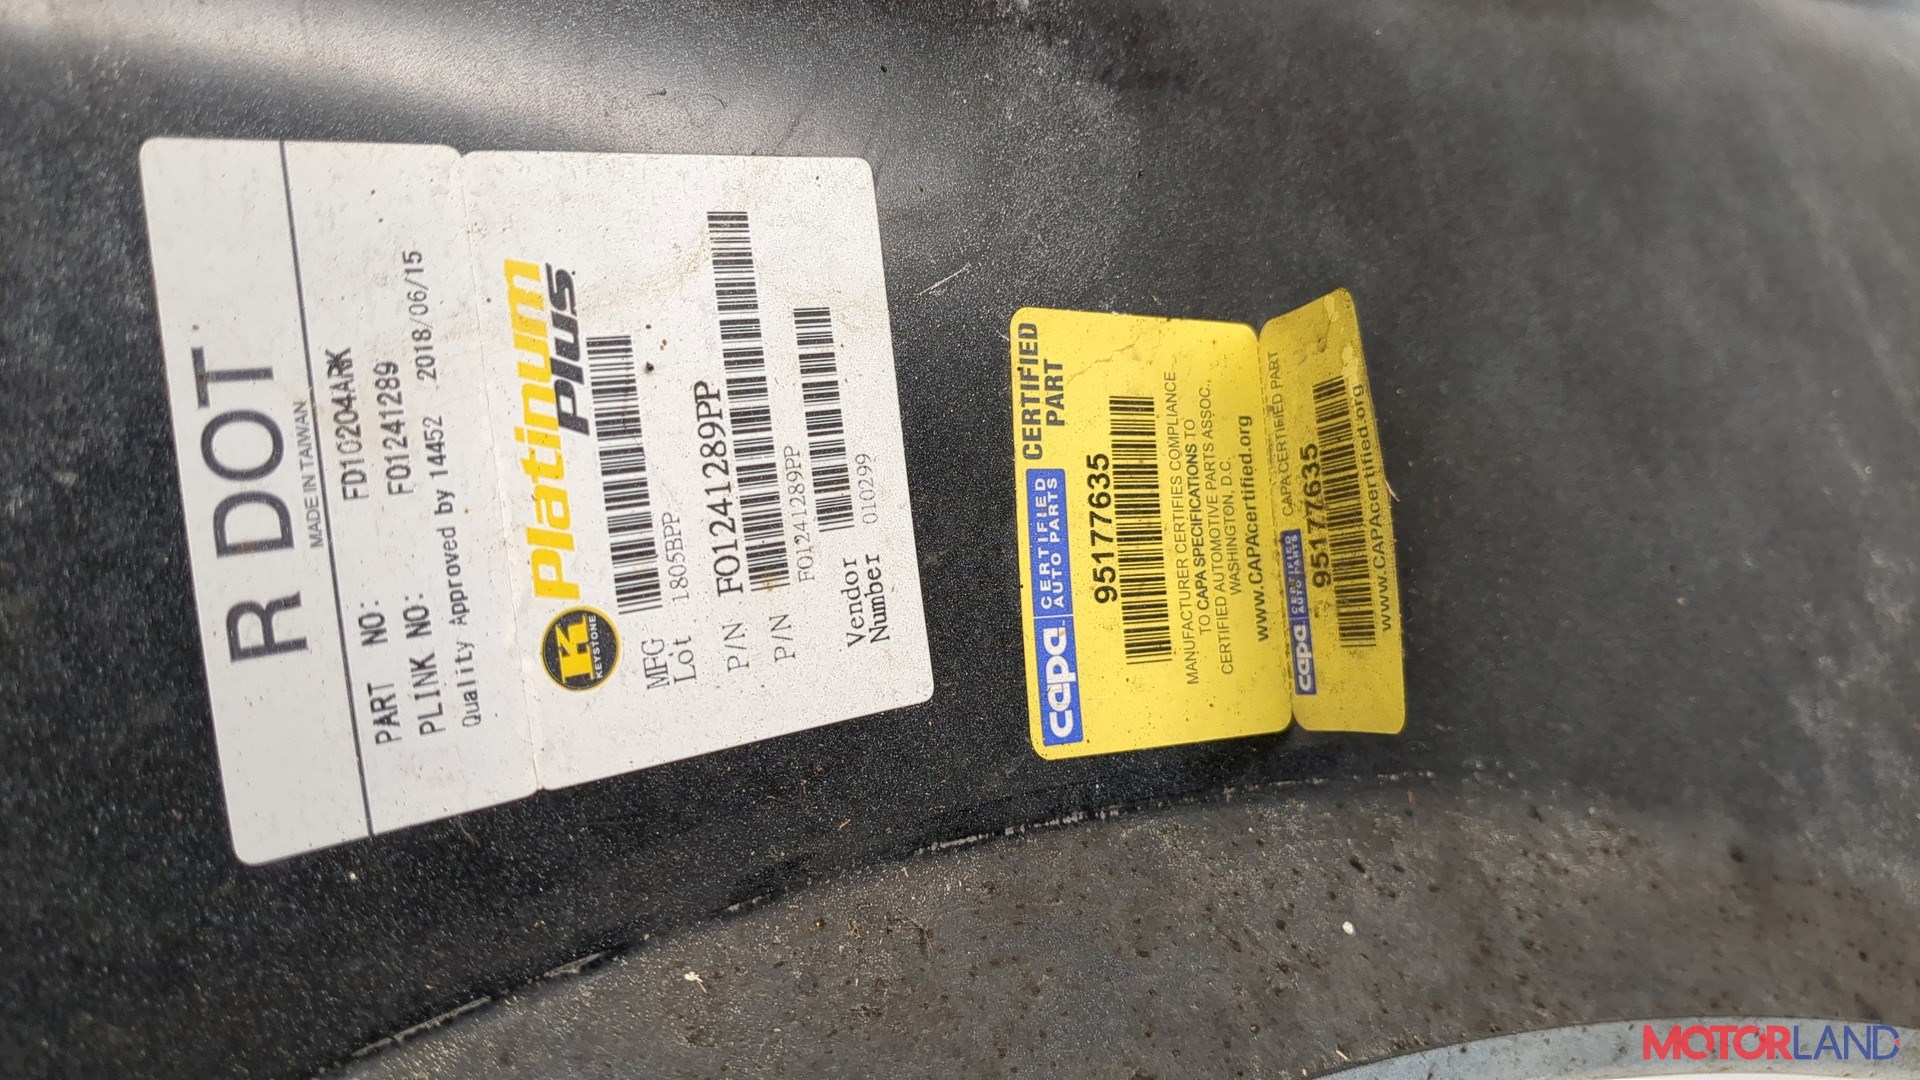 R DOT
MADE IN TAIWAN
PART NO: FD10204ARK
PLINK NO: FO1241289
Quality Approved by 14452 2018/06/15
K
KEYSTONE
Platinum
PLUS
MFG
Lot
1805BPP
P/N FO1241289PP
P/N FO1241289PP
Vendor
Number
010299
capa CERTIFIED
AUTO PARTS
CERTIFIED
PART
95177635
MANUFACTURER CERTIFIES COMPLIANCE
TO CAPA SPECIFICATIONS TO
CERTIFIED AUTOMOTIVE PARTS ASSOC.,
WASHINGTON, D.C.
www.CAPAcertified.org
capa CERTIFIED
AUTO PARTS
CAPA CERTIFIED PART
95177635
www.CAPAcertified.org
MOTORLAND